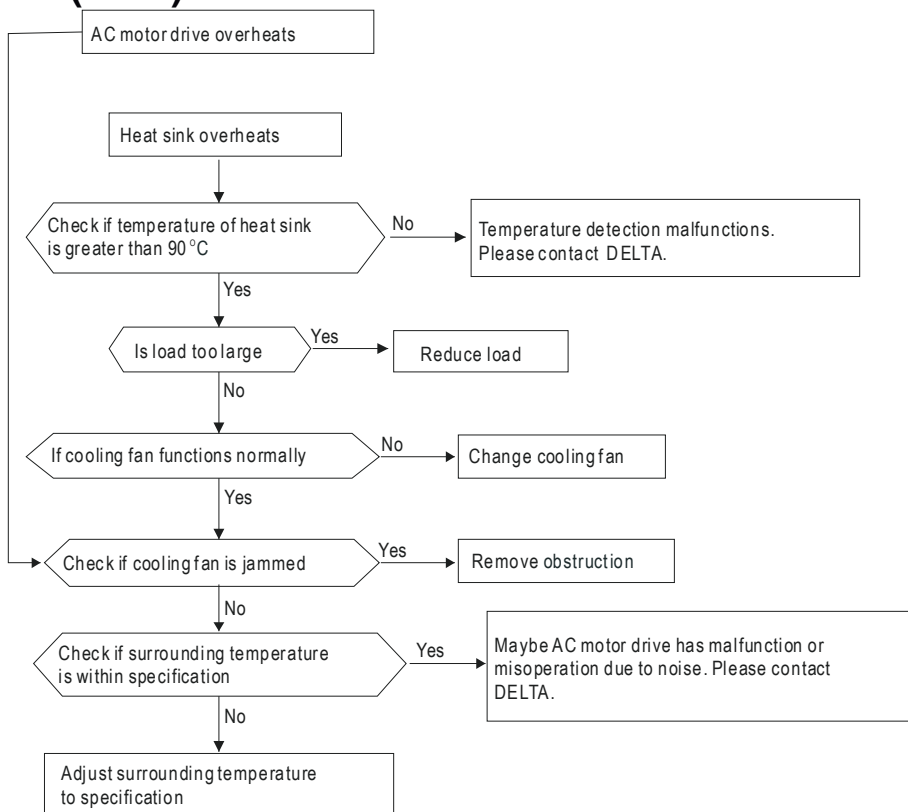 AC motor drive overheats
Heat sink overheats
Check if temperature of heat sink
is greater than 90 °C
No
Temperature detection malfunctions.
Please contact DELTA.
Yes
Is load too large
Yes
Reduce load
No
If cooling fan functions normally
No
Change cooling fan
Yes
Check if cooling fan is jammed
Yes
Remove obstruction
No
Check if surrounding temperature
is within specification
Yes
Maybe AC motor drive has malfunction or
misoperation due to noise. Please contact
DELTA.
No
Adjust surrounding temperature
to specification